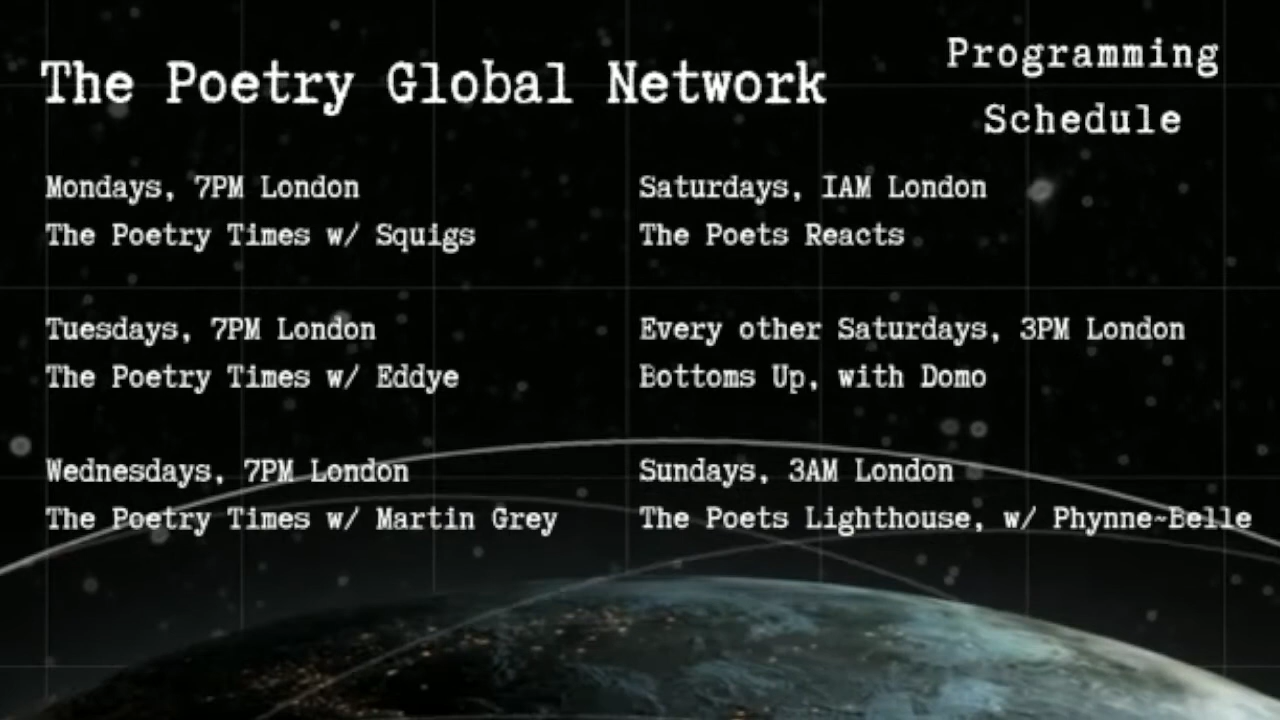 The Poetry Global Network
Programming
Schedule
Mondays, 7PM London
The Poetry Times w/ Squigs
Tuesdays, 7PM London
The Poetry Times w/ Eddye
Wednesdays, 7PM London
The Poetry Times w/ Martin Grey
Saturdays, IAM London
The Poets Reacts
Every other Saturdays, 3PM London
Bottoms Up, with Domo
Sundays, 3AM London
The Poets Lighthouse, w/ Phynne~Belle